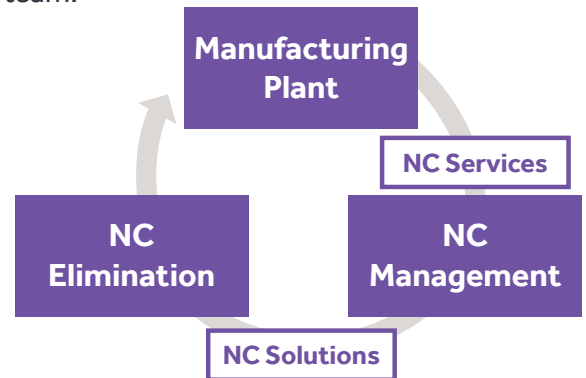 Manufacturing
Plant
NC Services
NC
Elimination
NC
Management
NC Solutions